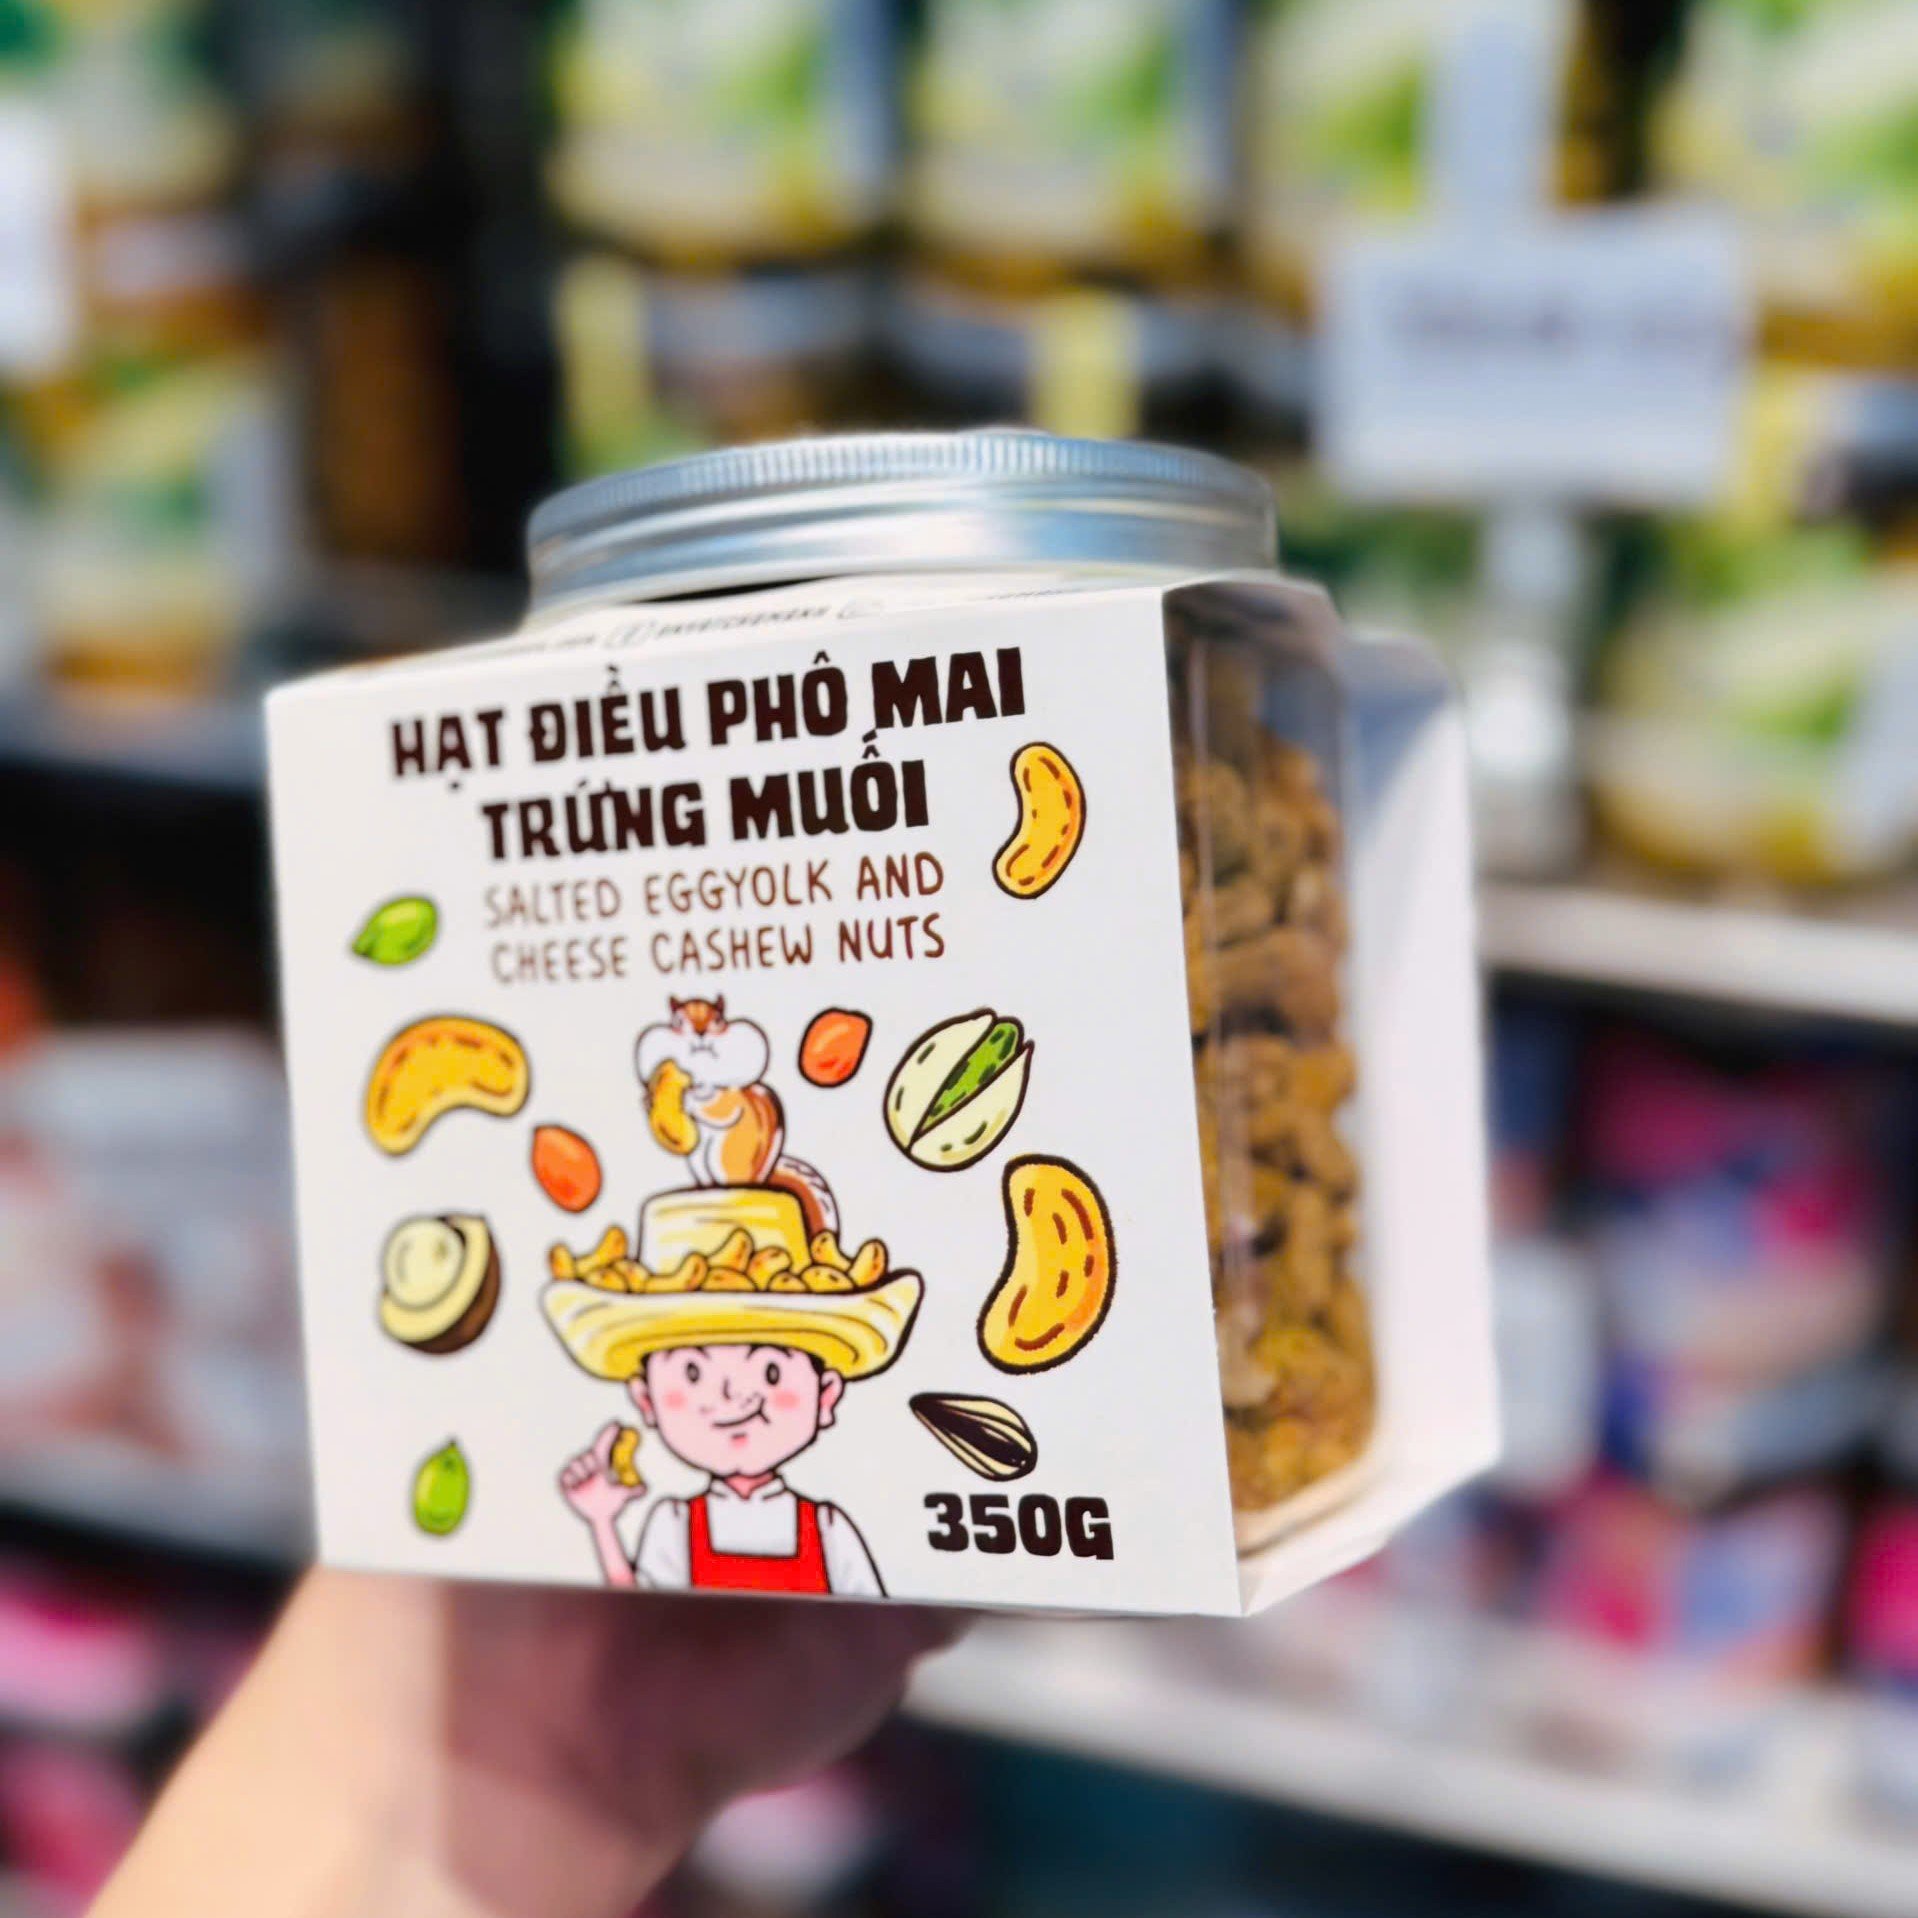 HẠT ĐIỀU PHÔ MAI
TRỨNG MUỐI
SALTED EGGYOLK AND
CHEESE CASHEW NUTS
350G